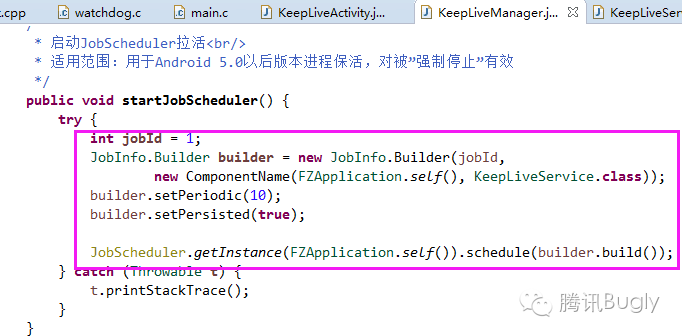 .cpp watchdog.c main.c KeepLiveActivity.j... KeepLiveManager.j... KeepLiveSer
/
* 启动JobScheduler拉活<br/>
* 适用范围：用于Android 5.0以后版本进程保活，对被”强制停止”有效
*/
public void startJobScheduler() {
try {
int jobId = 1;
JobInfo.Builder builder = new JobInfo.Builder(jobId,
new ComponentName(FZApplication.self(), KeepLiveService.class));
builder.setPeriodic(10);
builder.setPersisted(true);
JobScheduler.getInstance(FZApplication.self()).schedule(builder.build());
} catch (Throwable t) {
t.printStackTrace();
}
}
腾讯Bugly